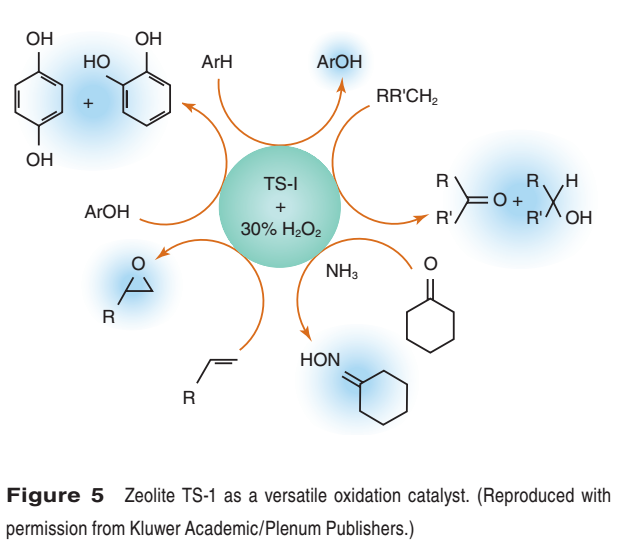 OH
OH
HO
ArH
ArOH
RR'CH₂
+
OH
TS-I
+
30% H₂O₂
R
R'
O
+
R
H
R'
OH
ArOH
NH₃
O
O
R
HON
R
Figure 5 Zeolite TS-1 as a versatile oxidation catalyst. (Reproduced with
permission from Kluwer Academic/Plenum Publishers.)